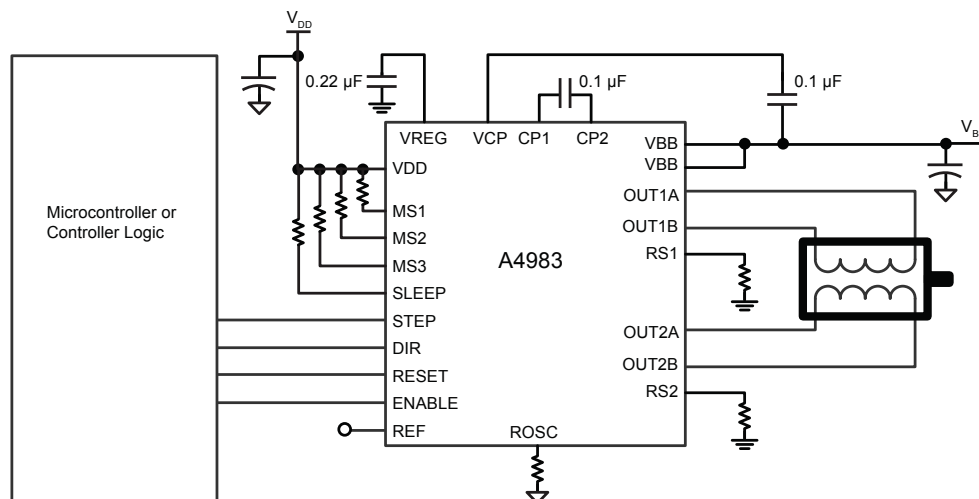 VDD
0.22 µF
0.1 µF
0.1 µF
VREG
VCP
CP1
CP2
VB
VDD
VBB
VBB
MS1
MS2
MS3
SLEEP
STEP
DIR
RESET
ENABLE
REF
ROSC
A4983
OUT1A
OUT1B
RS1
OUT2A
OUT2B
RS2
Microcontroller or
Controller Logic